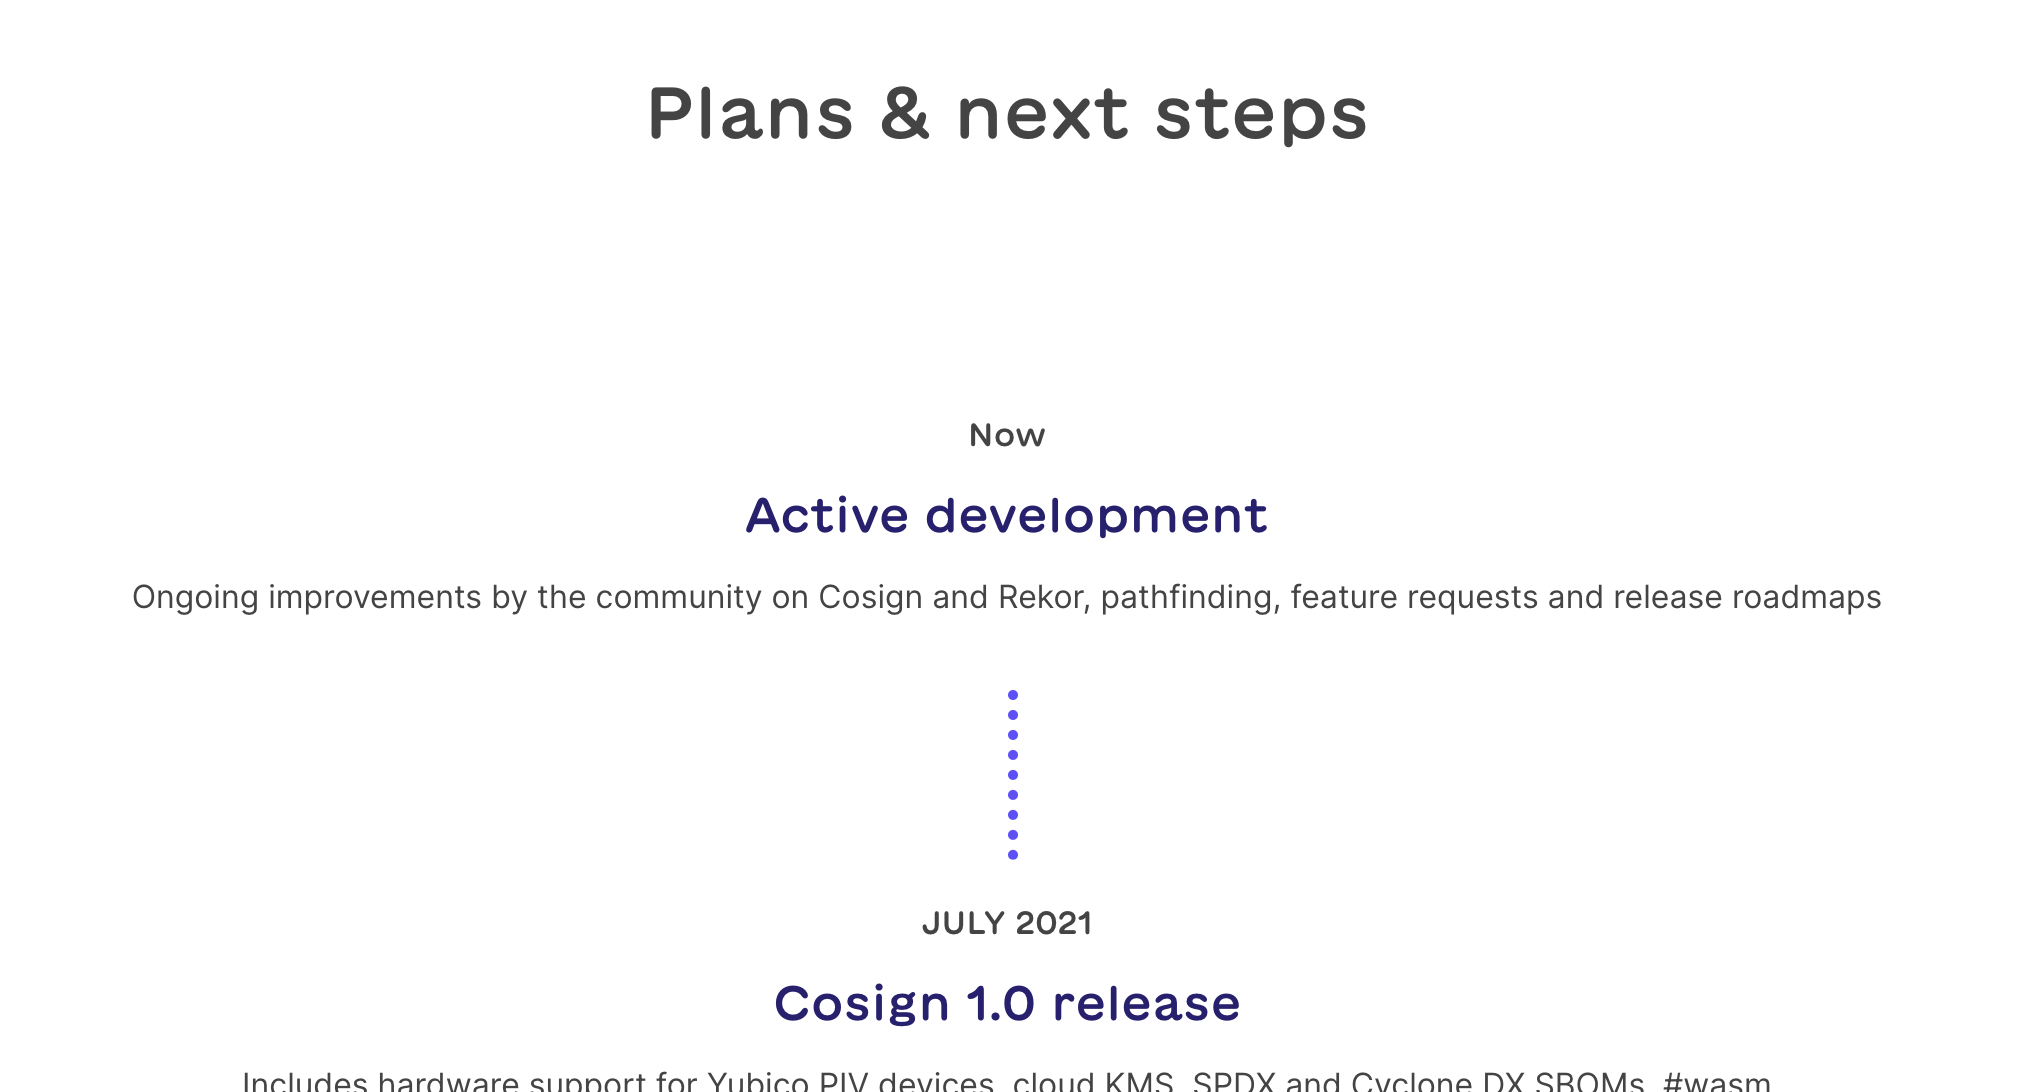 Plans & next steps
Now
Active development
Ongoing improvements by the community on Cosign and Rekor, pathfinding, feature requests and release roadmaps
JULY 2021
Cosign 1.0 release
Includes hardware support for Yubico PIV devices, cloud KMS, SPDX and Cyclone DX SBOMs, #wasm